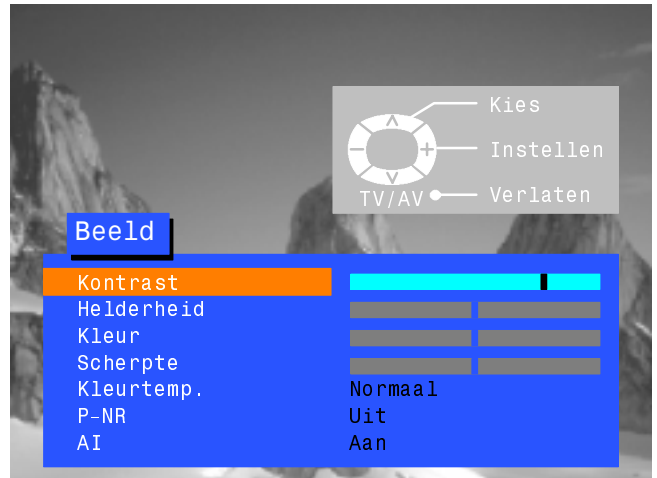 Kies
Instellen
TV/AV Verlaten
Beeld
Kontrast
Helderheid
Kleur
Scherpte
Kleurtemp. Normaal
P-NR Uit
AI Aan